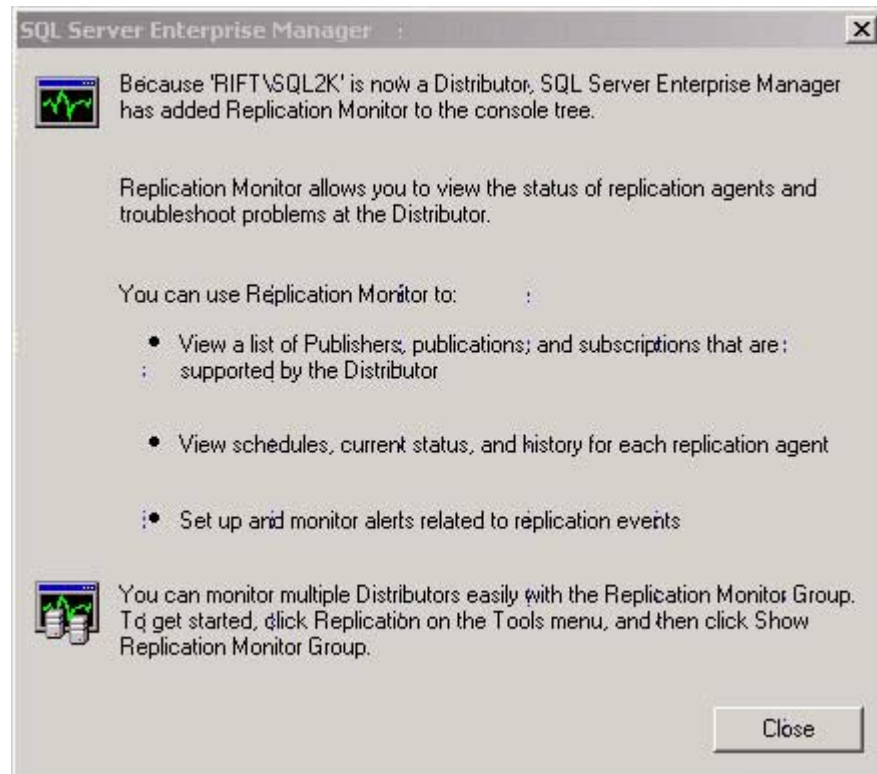 SQL Server Enterprise Manager
Because 'RIFT\SQL2K' is now a Distributor, SQL Server Enterprise Manager
has added Replication Monitor to the console tree.
Replication Monitor allows you to view the status of replication agents and
troubleshoot problems at the Distributor.
You can use Replication Monitor to:
• View a list of Publishers, publications, and subscriptions that are
supported by the Distributor
• View schedules, current status, and history for each replication agent
• Set up and monitor alerts related to replication events
You can monitor multiple Distributors easily with the Replication Monitor Group.
To get started, click Replication on the Tools menu, and then click Show
Replication Monitor Group.
Close